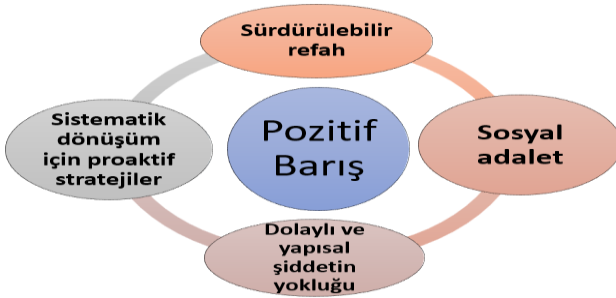 Sürdürülebilir
refah
Sistematik
dönüşüm
için proaktif
stratejiler
Pozitif
Barış
Sosyal
adalet
Dolaylı ve
yapısal
şiddetin
yokluğu